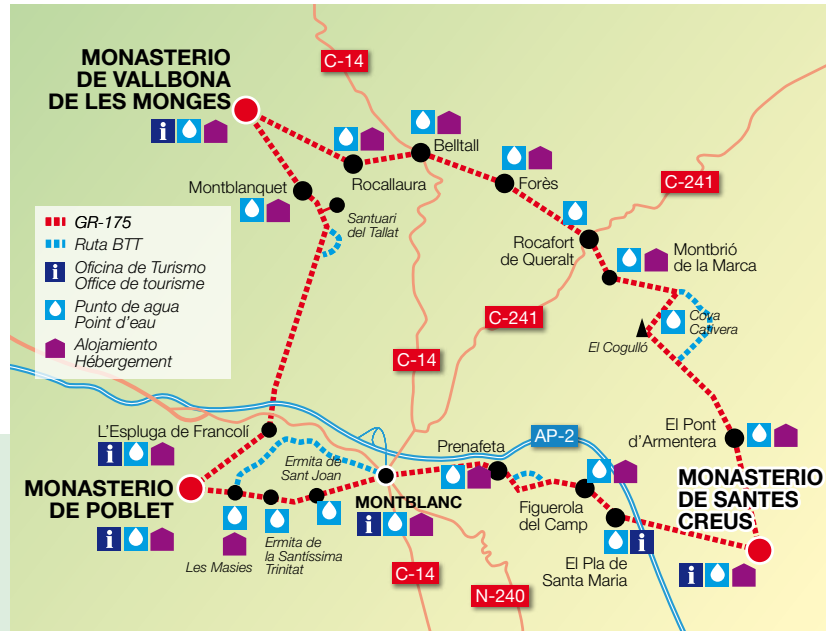 C-14
MONASTERIO
DE VALLBONA
DE LES MONGES
i
Belltall
Rocallaura
Forès
C-241
Montblanquet
Santuari
del Tallat
Rocafort
de Queralt
Montbrió
de la Marca
GR-175
Ruta BTT
i
Oficina de Turismo
Office de tourisme
Punto de agua
Point d'eau
Alojamiento
Hébergement
C-241
Cova
Cativera
El Cogulló
C-14
L'Espluga de Francolí
i
El Pont
d'Armentera
Prenafeta
AP-2
Ermita de
Sant Joan
MONASTERIO
DE POBLET
i
MONTBLANC
i
MONASTERIO
DE SANTES
CREUS
i
Figuerola
del Camp
Les Masies
Ermita de
la Santíssima
Trinitat
i
El Pla de
Santa Maria
C-14
N-240